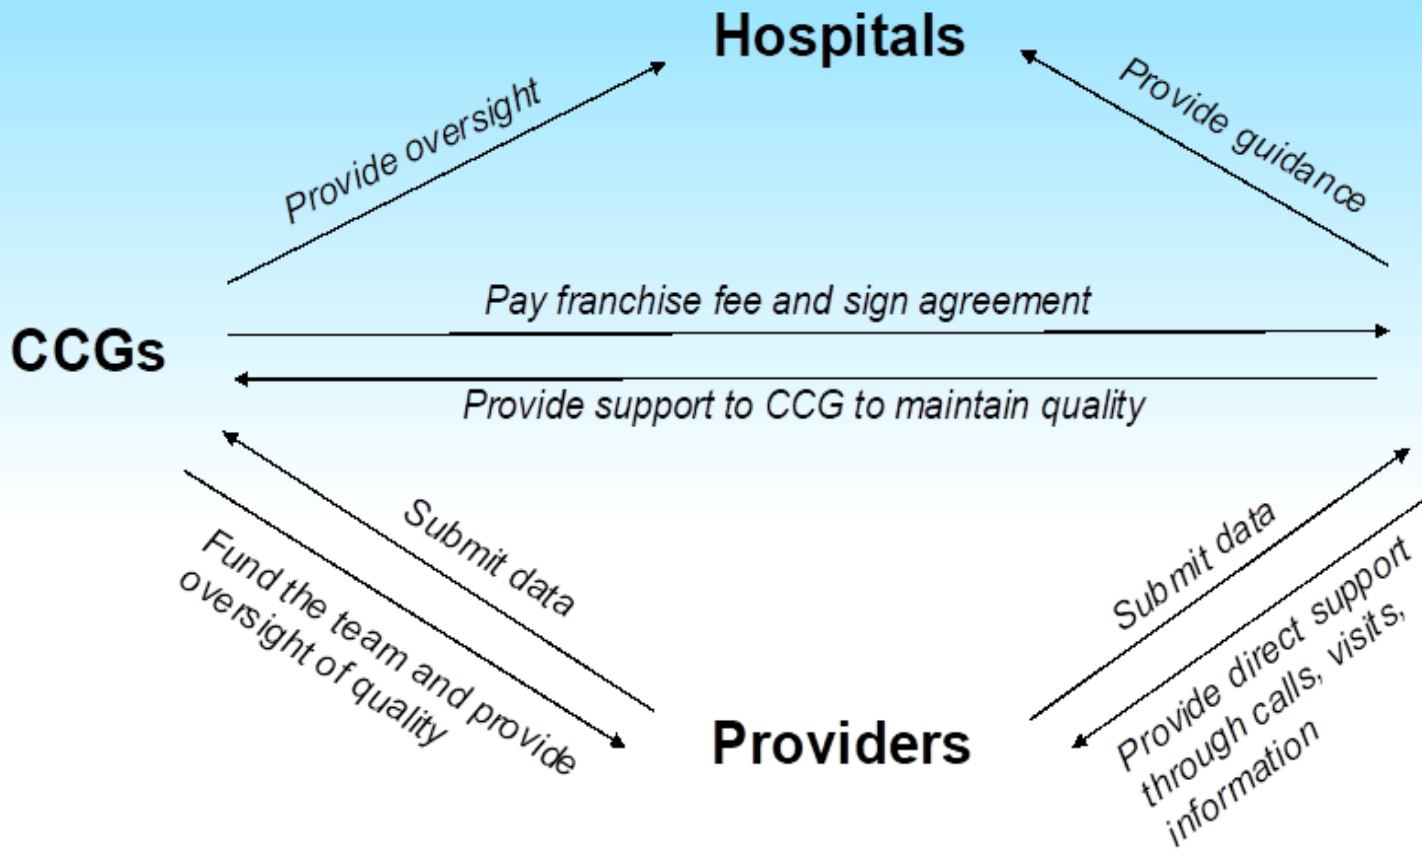 Hospitals
Provide oversight
Provide guidance
Pay franchise fee and sign agreement
CCGs
Provide support to CCG to maintain quality
Submit data
Fund the team and provide
oversight of quality
Submit data
Provide direct support
through calls, visits,
information
Providers